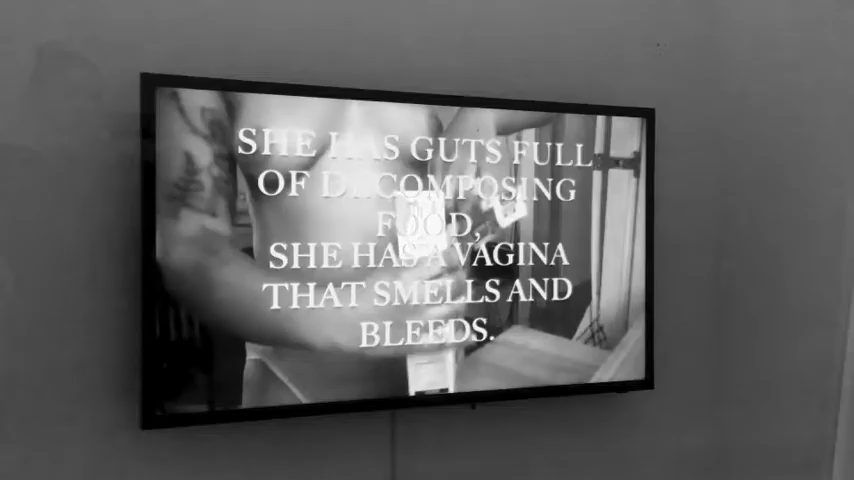 SHE HAS GUTS FULL
OF DECOMPOSING
FOOD,
SHE HAS A VAGINA
THAT SMELLS AND
BLEEDS.